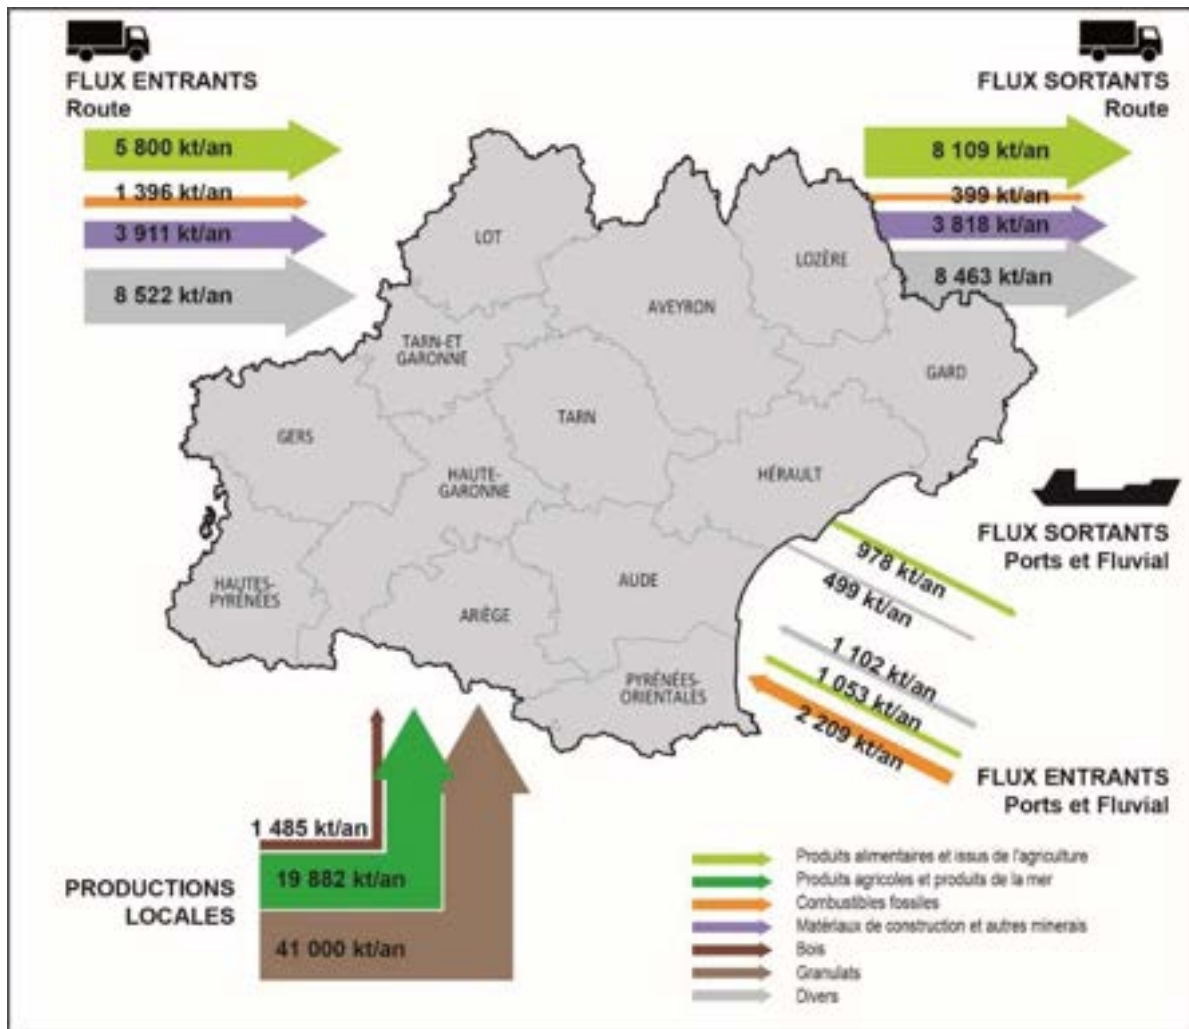 FLUX ENTRANTS
Route
5 800 kt/an
1 396 kt/an
3 911 kt/an
8 522 kt/an
FLUX SORTANTS
Route
8 109 kt/an
399 kt/an
3 818 kt/an
8 463 kt/an
LOT
LOZÈRE
AVEYRON
TARN-ET
GARONNE
GARD
TARN
GERS
HAUTE-
GARONNE
HÉRAULT
HAUTES-
PYRÉNÉES
AUDE
ARIÈGE
PYRÉNÉES-
ORIENTALES
FLUX SORTANTS
Ports et Fluvial
978 kt/an
499 kt/an
1 102 kt/an
1 053 kt/an
2 209 kt/an
FLUX ENTRANTS
Ports et Fluvial
PRODUCTIONS
LOCALES
1 485 kt/an
19 882 kt/an
41 000 kt/an
Produits alimentaires et issus de l'agriculture
Produits agricoles et produits de la mer
Combustibles fossiles
Matériaux de construction et autres minerais
Bois
Granulats
Divers